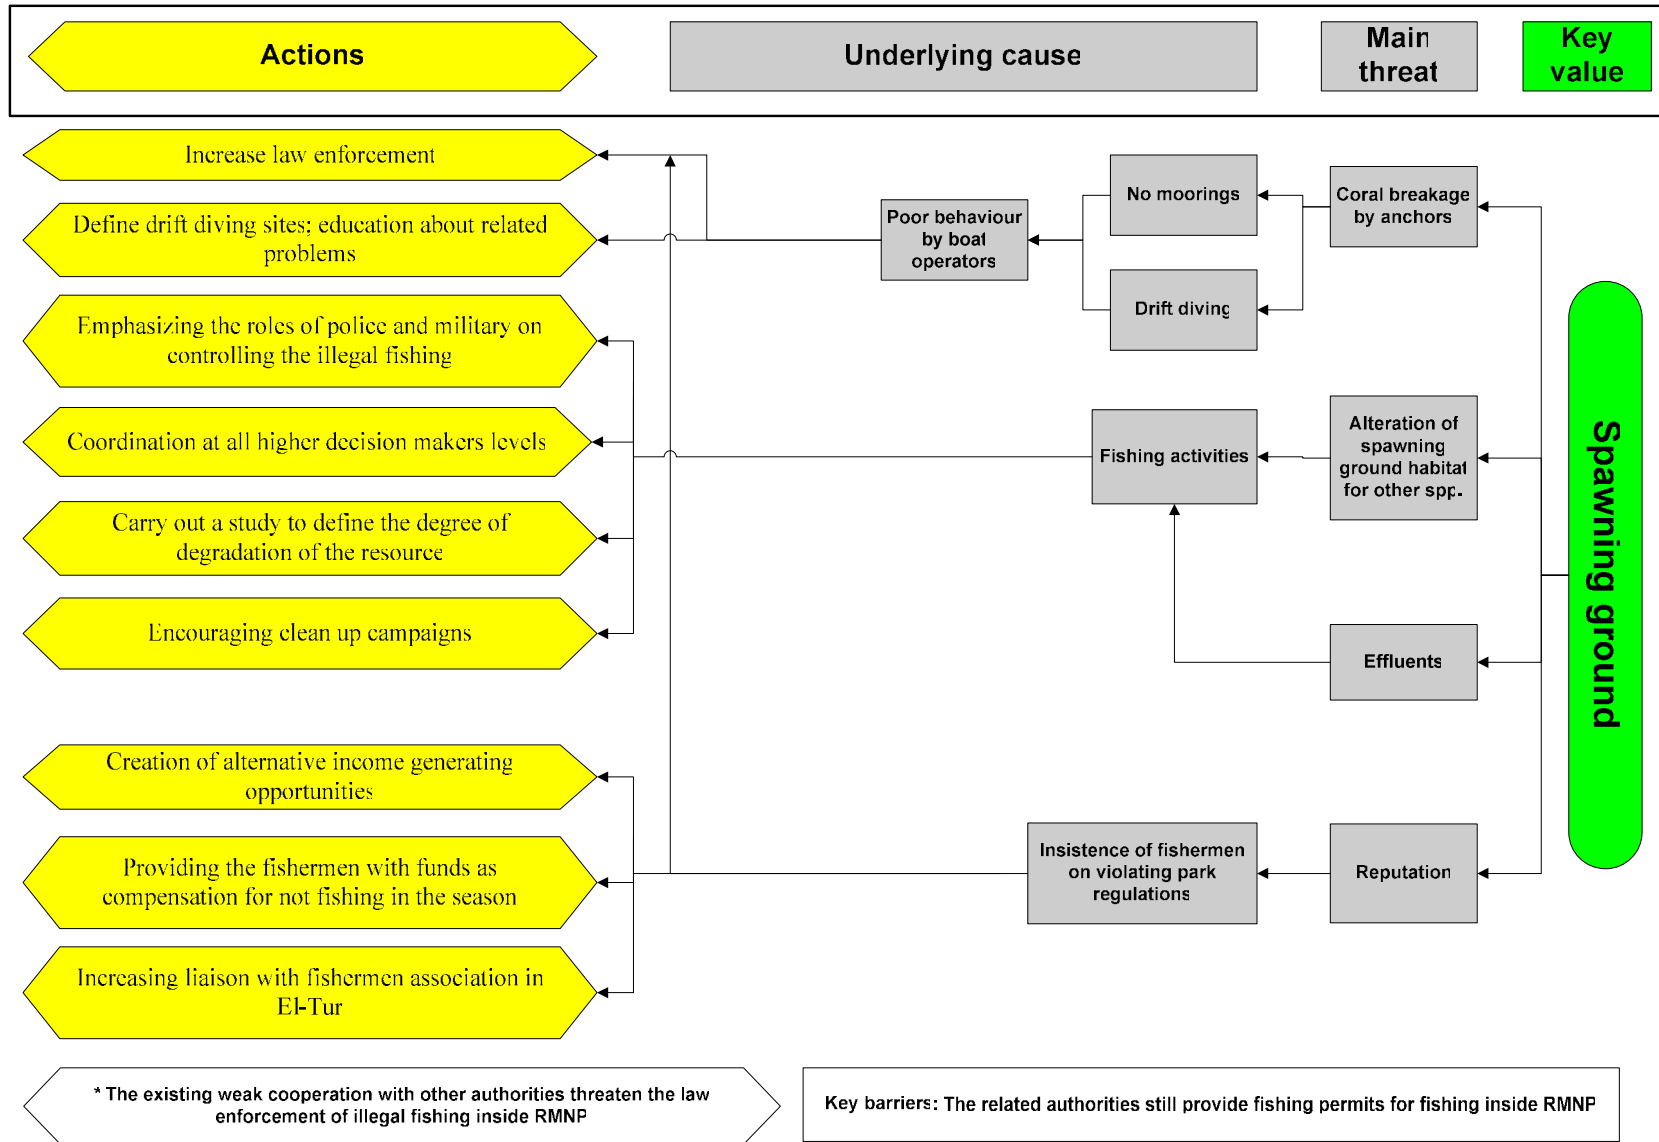 Actions
Underlying cause
Main
threat
Key
value
Increase law enforcement
Define drift diving sites; education about related
problems
Emphasizing the roles of police and military on
controlling the illegal fishing
Coordination at all higher decision makers levels
Carry out a study to define the degree of
degradation of the resource
Encouraging clean up campaigns
Creation of alternative income generating
opportunities
Providing the fishermen with funds as
compensation for not fishing in the season
Increasing liaison with fishermen association in
El-Tur
Poor behaviour
by boat
operators
No moorings
Drift diving
Coral breakage
by anchors
Fishing activities
Alteration of
spawning
ground habitat
for other spp.
Effluents
Insistence of fishermen
on violating park
regulations
Reputation
Spawning ground
* The existing weak cooperation with other authorities threaten the law
enforcement of illegal fishing inside RMNP
Key barriers: The related authorities still provide fishing permits for fishing inside RMNP